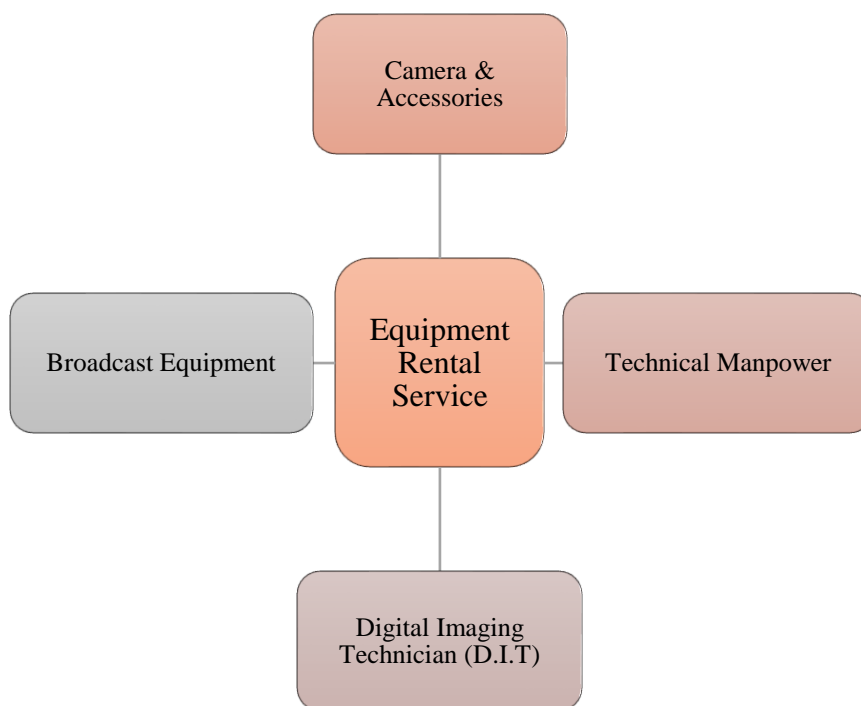 Camera &
Accessories
Broadcast Equipment
Equipment
Rental
Service
Technical Manpower
Digital Imaging
Technician (D.I.T)